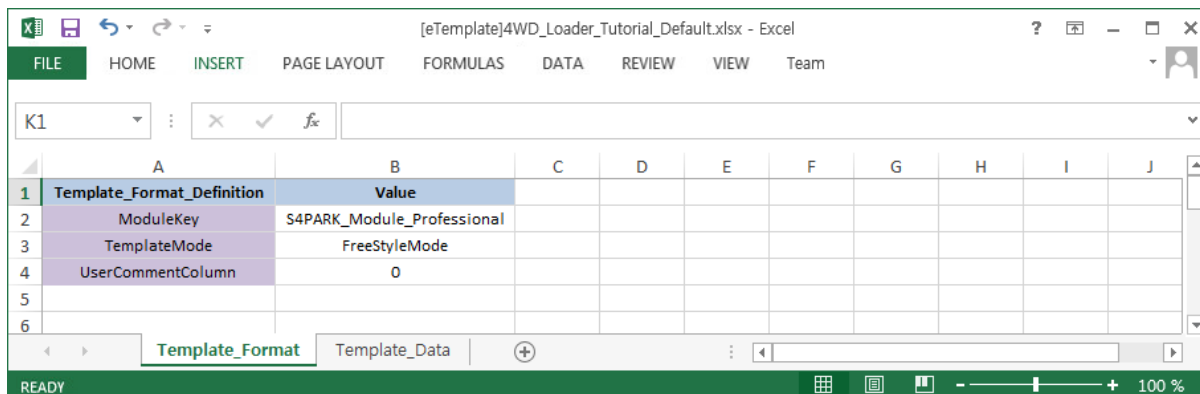 [eTemplate]4WD_Loader_Tutorial_Default.xlsx - Excel
FILE HOME INSERT PAGE LAYOUT FORMULAS DATA REVIEW VIEW Team
K1 fx
A B C D E F G H I J
1 Template_Format_Definition Value
2 ModuleKey S4PARK_Module_Professional
3 TemplateMode FreeStyleMode
4 UserCommentColumn 0
5
6
Template_Format Template_Data
READY 100 %